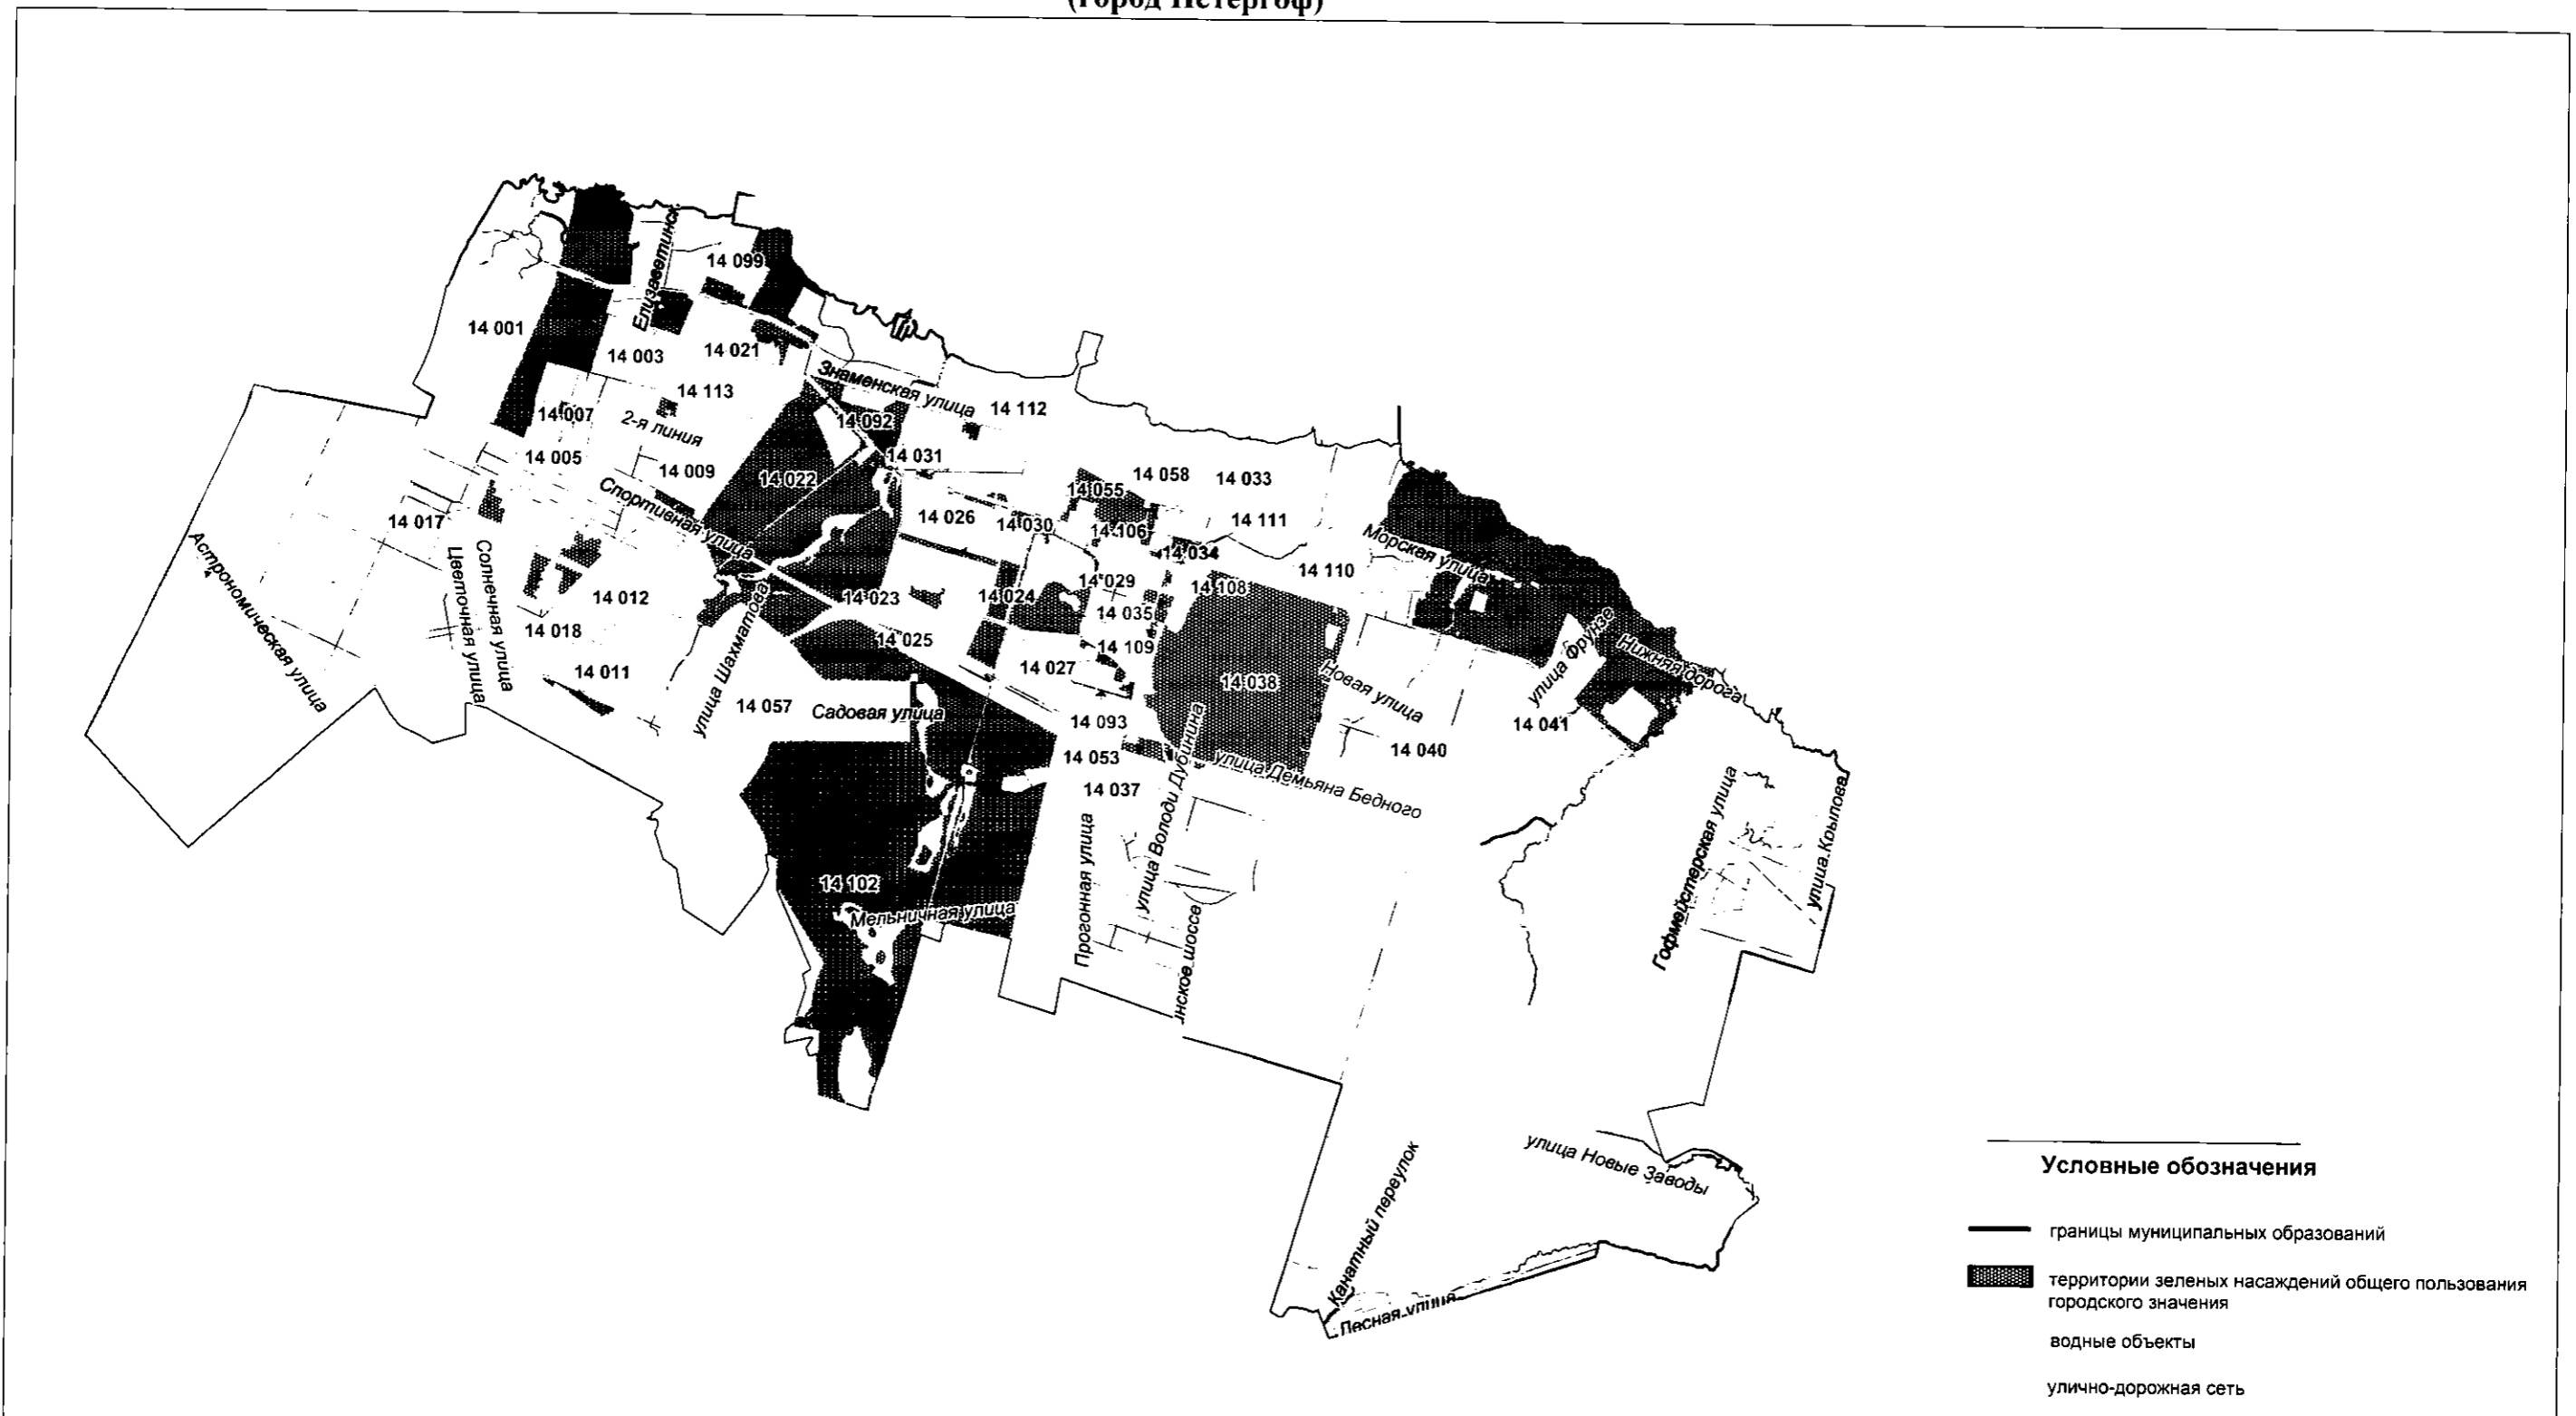 (город Петергоф)
14 099
14 001
14 003
14 021
Елизаветинск.
14 113
Знаменская улица
14 112
14 007
2-я линия
14 092
14 005
14 009
14 031
14 022
14 058
14 033
14 055
Спортивная улица
14 017
14 026
14 030
14 106
14 111
14 034
Морская улица
Астрономическая улица
Цветочная улица
Солнечная улица
14 012
14 023
14 024
14 029
14 108
14 110
14 035
14 018
14 025
14 109
улица Фрунзе
Нижняя дорога
14 011
улица Шахматова
14 027
14 038
Новая улица
14 057
Садовая улица
14 093
14 041
14 053
14 040
14 037
улица Володи Дубинина
улица Демьяна Бедного
Прогонная улица
Гофмейстерская улица
улица Крылова
14 102
Мельничная улица
нское шоссе
улица Новые Заводы
Канатный переулок
Лесная улица
Условные обозначения
границы муниципальных образований
территории зеленых насаждений общего пользования
городского значения
водные объекты
улично-дорожная сеть